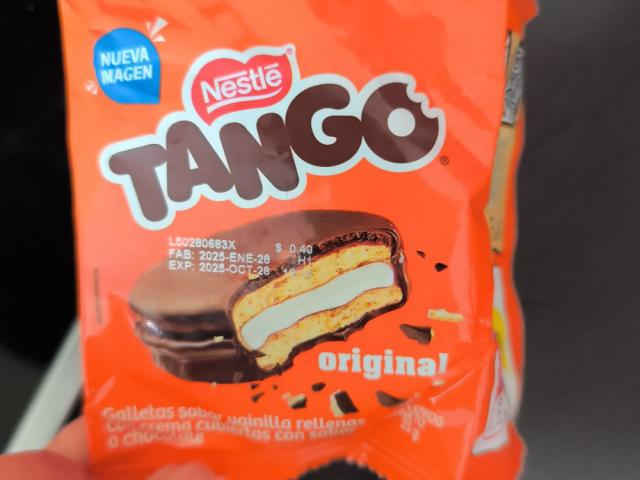 NUEVA
IMAGEN
Nestlé
TANGO®
L50280683X $ 0,40
FAB: 2025-ENE-28 H1
EXP: 2025-OCT-28
original
Galletas sabor vainilla rellenas
con crema cubiertas con sabor
a chocolate